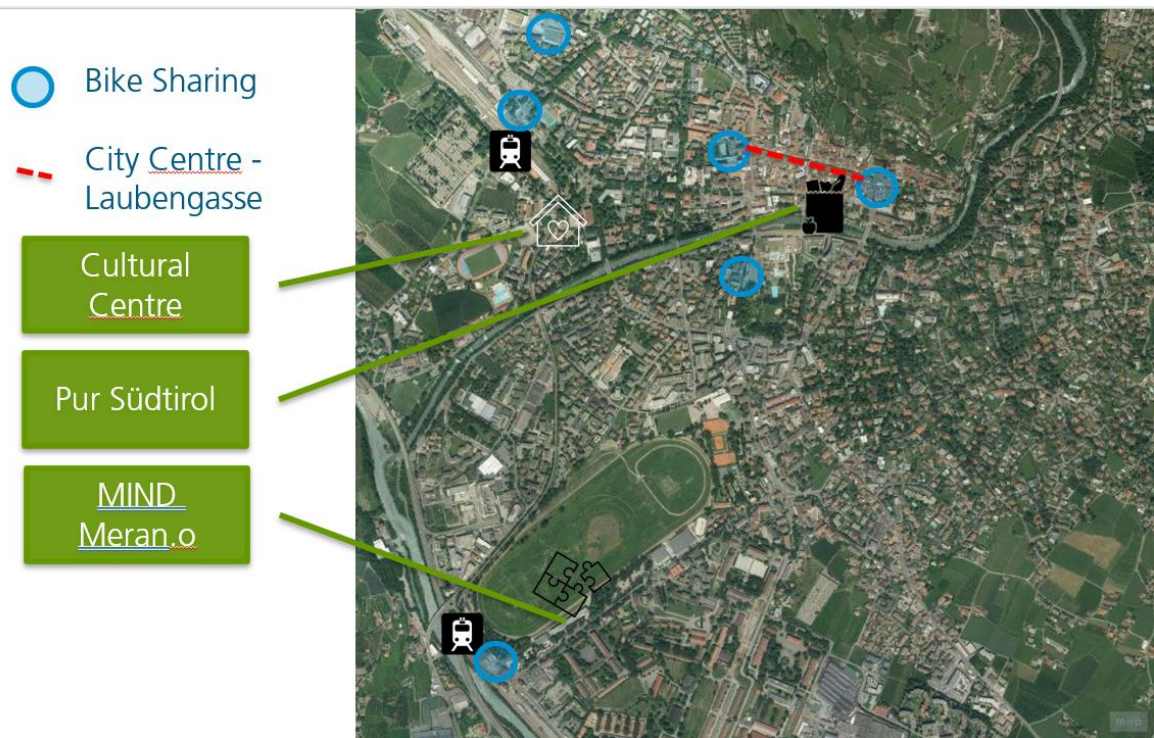 Bike Sharing
City Centre -
Laubengasse
Cultural
Centre
Pur Südtirol
MIND
Meran.o
miro